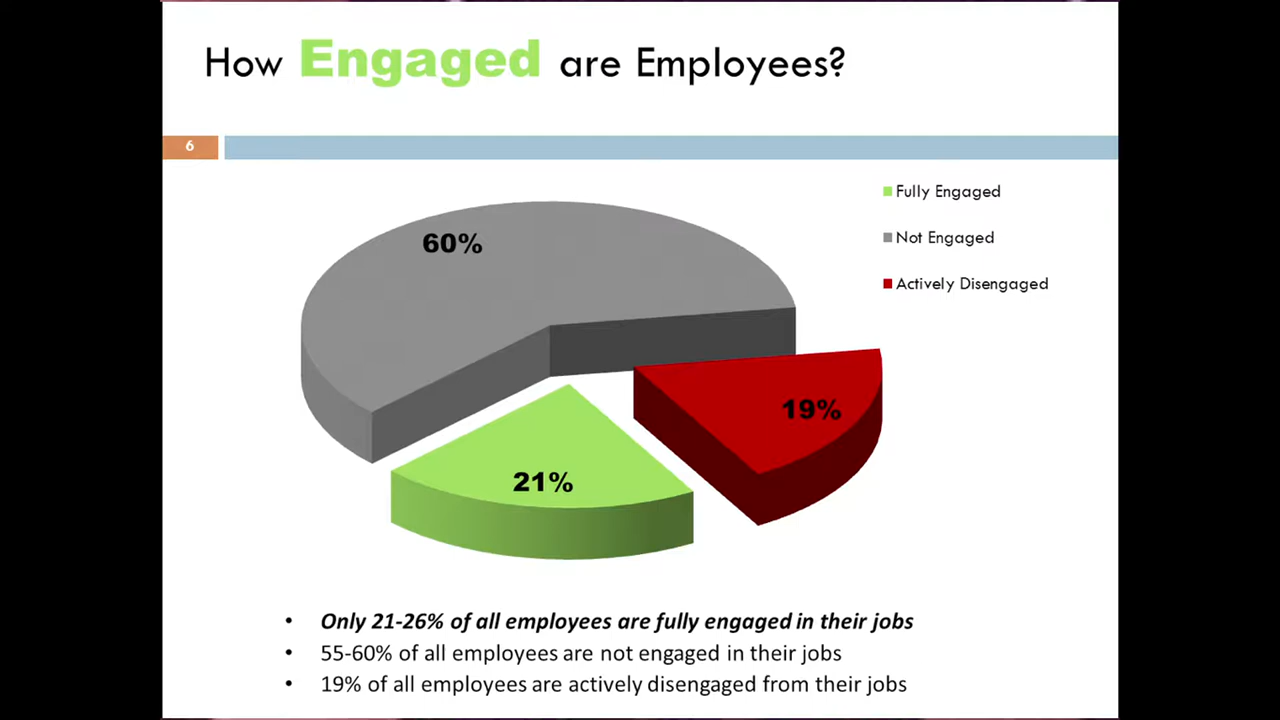 How Engaged are Employees?
6
Fully Engaged
Not Engaged
Actively Disengaged
60%
19%
21%
• Only 21-26% of all employees are fully engaged in their jobs
• 55-60% of all employees are not engaged in their jobs
• 19% of all employees are actively disengaged from their jobs